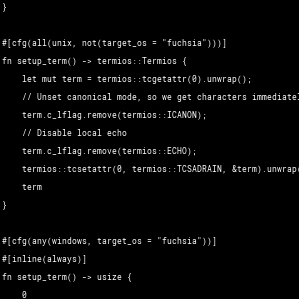 }
#[cfg(all(unix, not(target_os = "fuchsia")))]
fn setup_term() -> termios::Termios {
let mut term = termios::tcgetattr(0).unwrap();
// Unset canonical mode, so we get characters immediatel
term.c_lflag.remove(termios::ICANON);
// Disable local echo
term.c_lflag.remove(termios::ECHO);
termios::tcsetattr(0, termios::TCSADRAIN, &term).unwrap(
term
}
#[cfg(any(windows, target_os = "fuchsia"))]
#[inline(always)]
fn setup_term() -> usize {
0